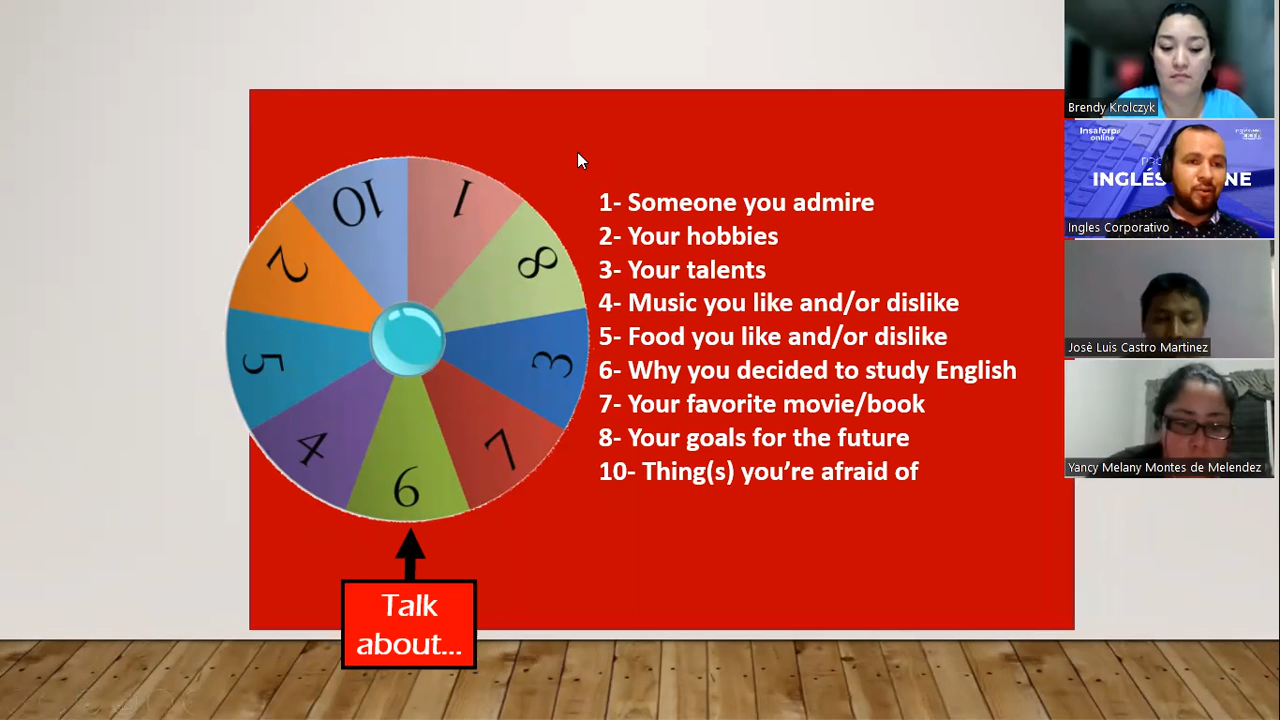 10
1
8
3
7
6
4
5
2
1- Someone you admire
2- Your hobbies
3- Your talents
4- Music you like and/or dislike
5- Food you like and/or dislike
6- Why you decided to study English
7- Your favorite movie/book
8- Your goals for the future
10- Thing(s) you’re afraid of
Talk
about...
Brendy Krolczyk
Insaforp
online
INGLÉS
NE
Ingles Corporativo
Josè Luis Castro Martinez
Yancy Melany Montes de Melendez